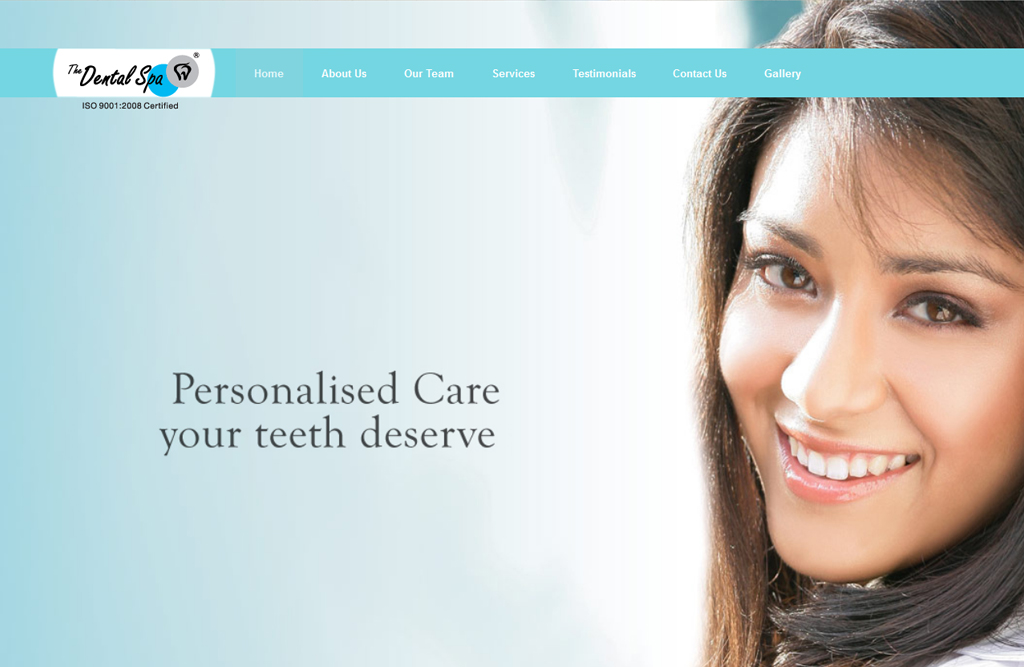 The Dental Spa ®
ISO 9001:2008 Certified
Home About Us Our Team Services Testimonials Contact Us Gallery
Personalised Care
your teeth deserve